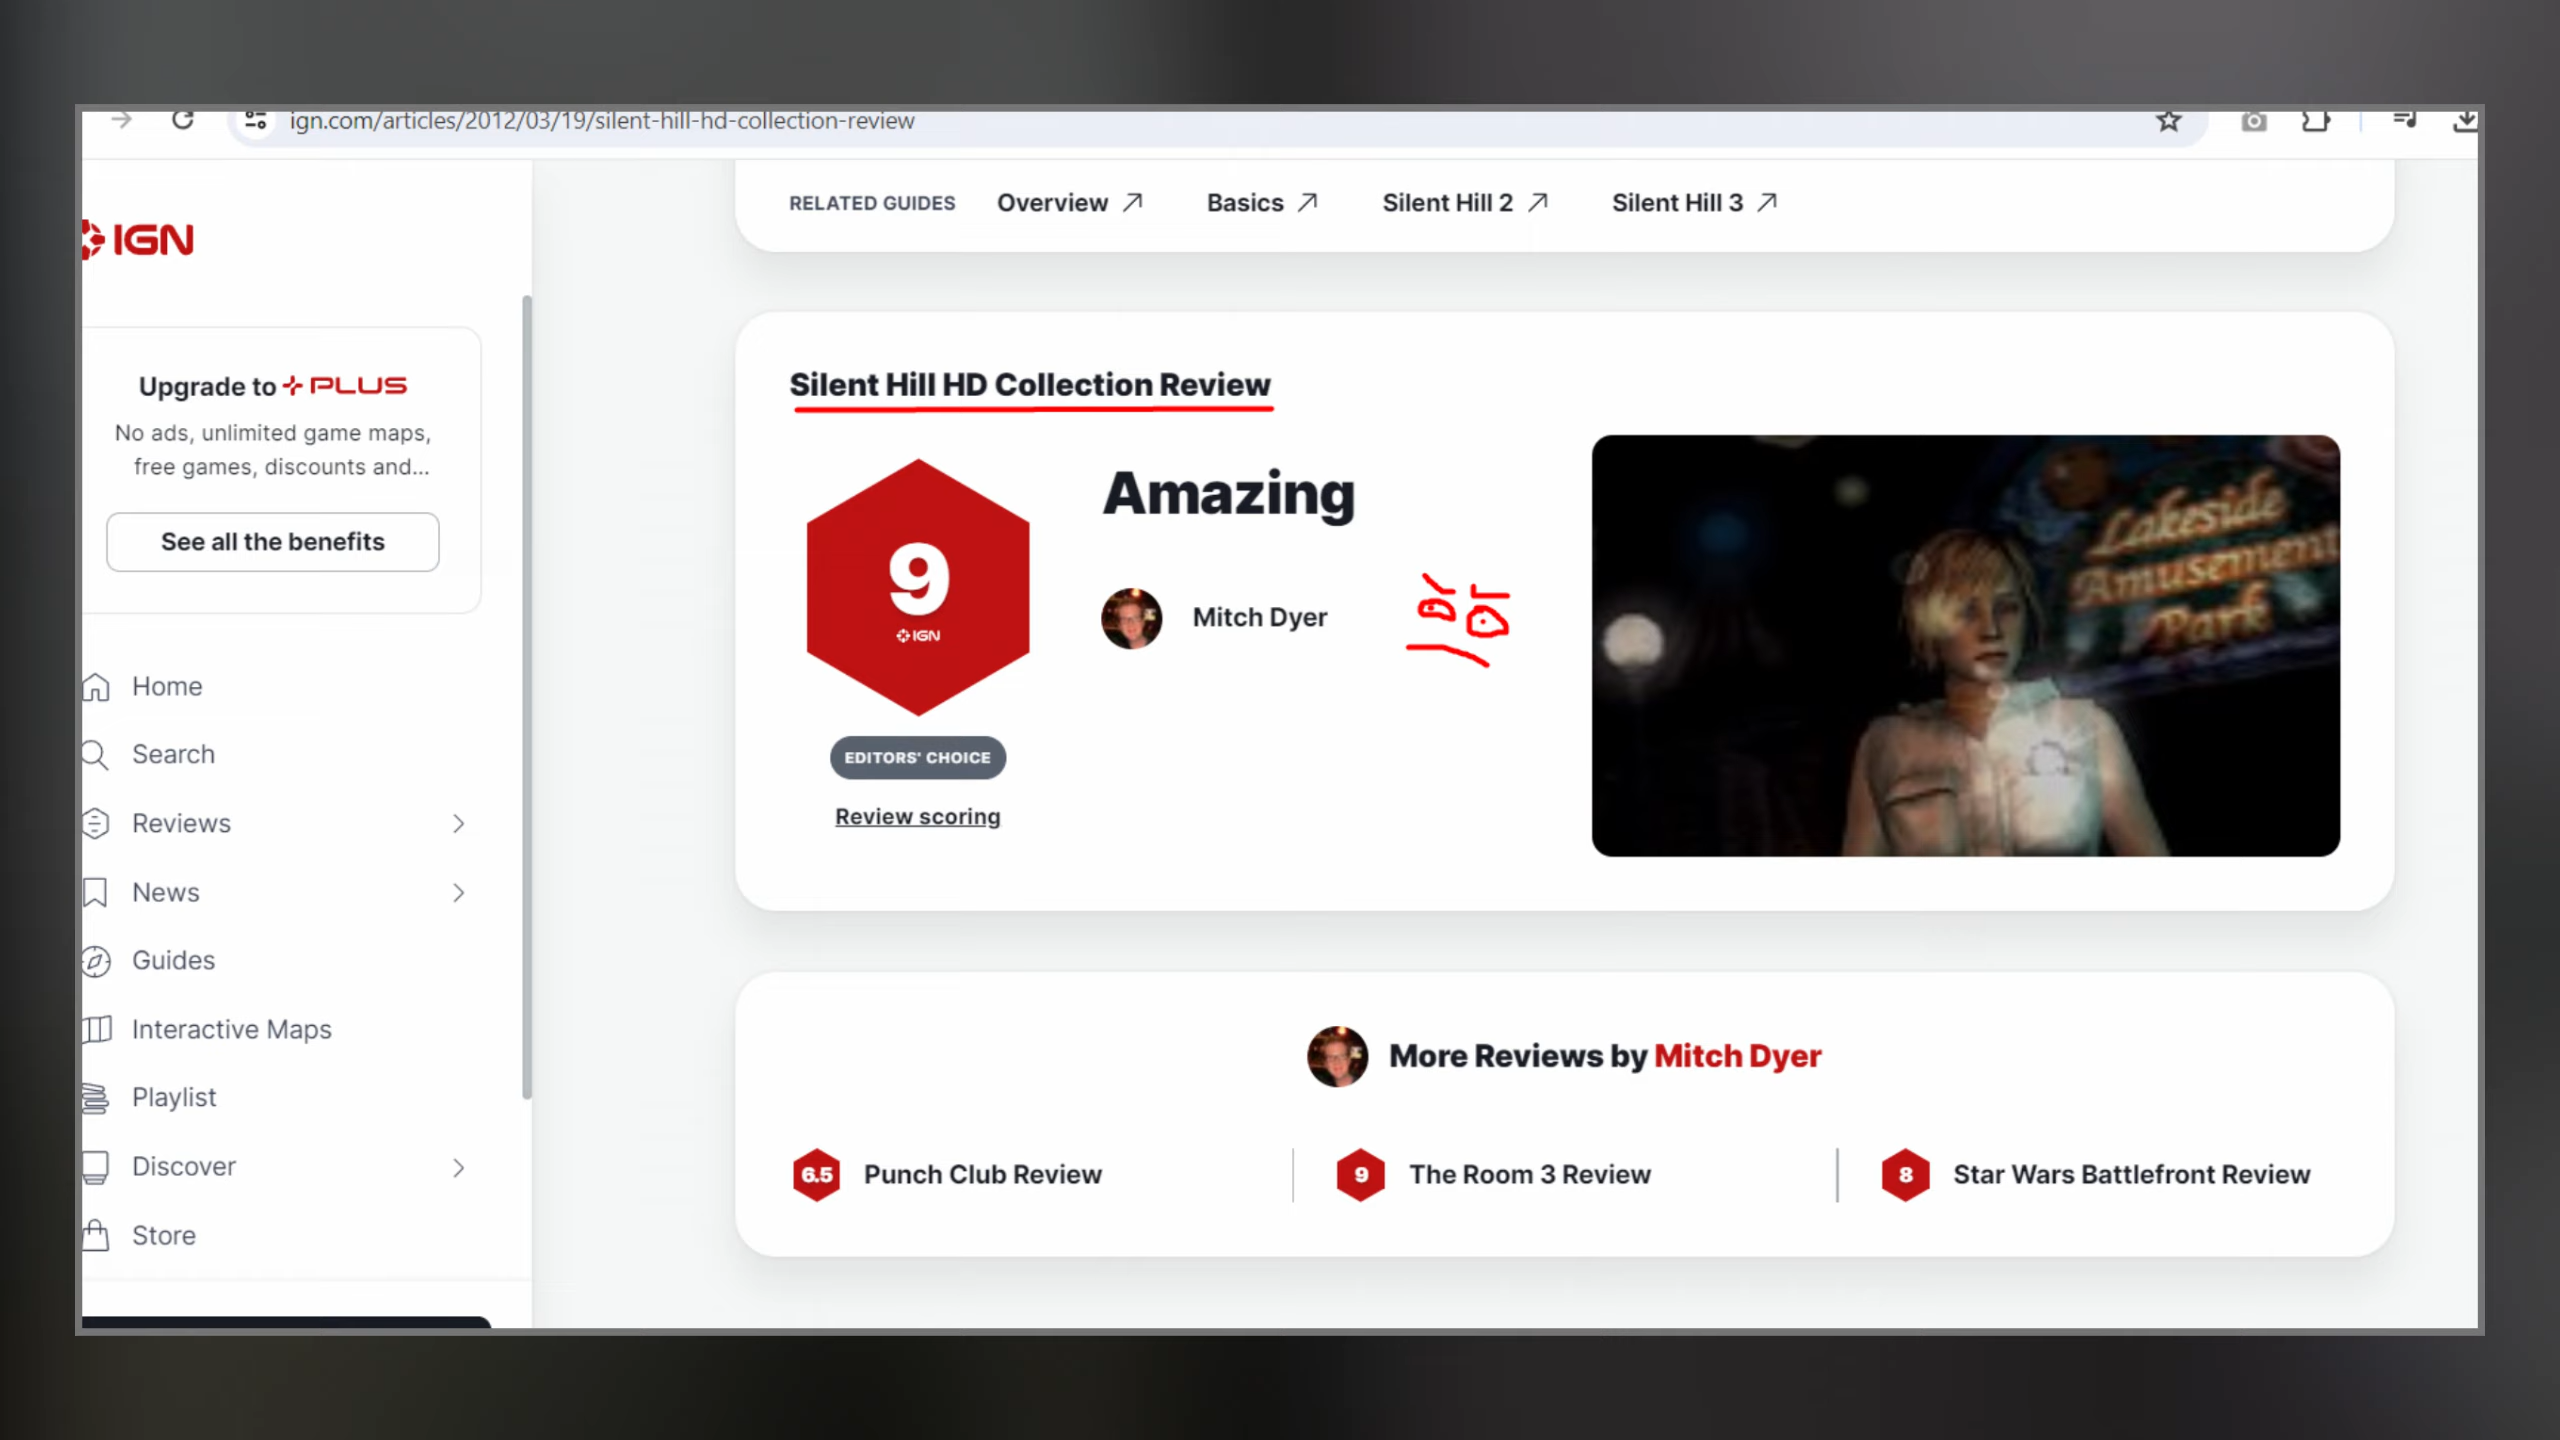 ign.com/articles/2012/03/19/silent-hill-hd-collection-review
RELATED GUIDES Overview Basics Silent Hill 2 Silent Hill 3
IGN
Upgrade to PLUS
No ads, unlimited game maps,
free games, discounts and...
See all the benefits
Home
Search
Reviews
News
Guides
Interactive Maps
Playlist
Discover
Store
Silent Hill HD Collection Review
9
IGN
Amazing
Mitch Dyer
EDITORS' CHOICE
Review scoring
Lakeside
Amusement
Park
More Reviews by Mitch Dyer
6.5 Punch Club Review
9 The Room 3 Review
8 Star Wars Battlefront Review